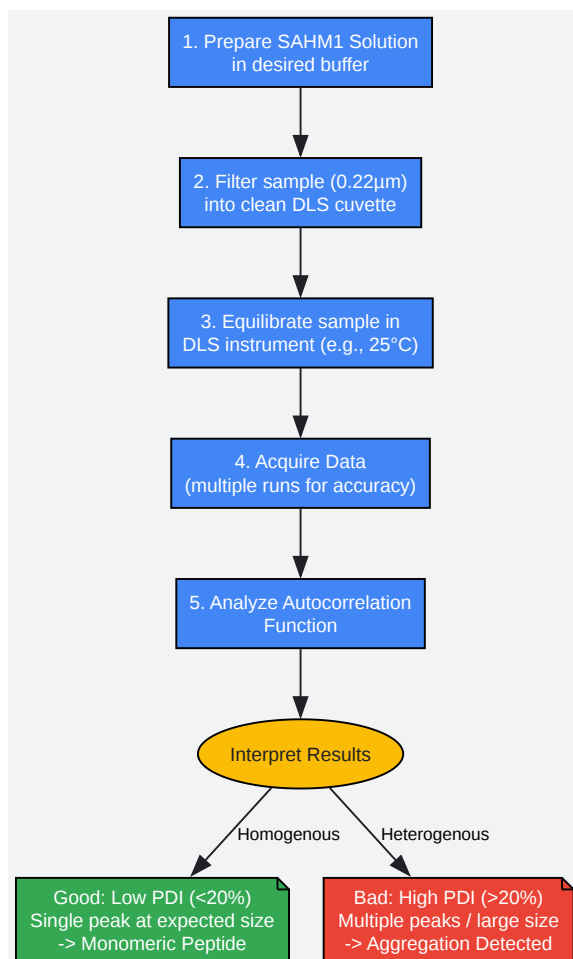 1. Prepare SAHM1 Solution
in desired buffer
2. Filter sample (0.22µm)
into clean DLS cuvette
3. Equilibrate sample in
DLS instrument (e.g., 25°C)
4. Acquire Data
(multiple runs for accuracy)
5. Analyze Autocorrelation
Function
Interpret Results
Homogenous
Heterogenous
Good: Low PDI (<20%)
Single peak at expected size
-> Monomeric Peptide
Bad: High PDI (>20%)
Multiple peaks / large size
-> Aggregation Detected